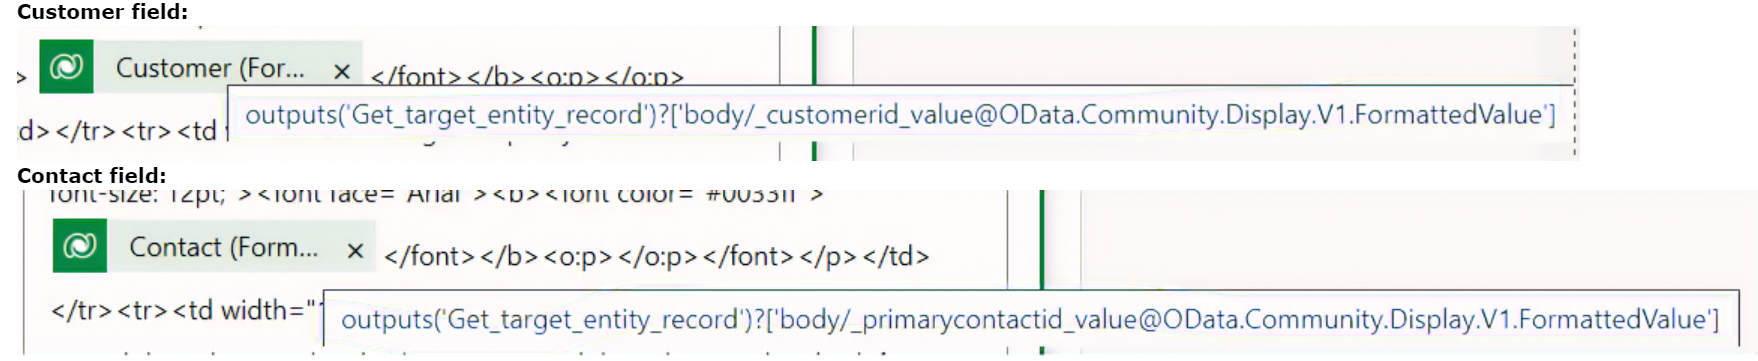 Customer field:
> Customer (For... × </font></b><o:p></o:p>
outputs('Get_target_entity_record')?['body/_customerid_value@OData.Community.Display.V1.FormattedValue']
d></tr><tr><td
Contact field:
font-size: 12pt; "><font face="Arial"><b><font color="#0033ff">
Contact (Form... × </font></b><o:p></o:p></font></p></td>
</tr><tr><td width="
outputs('Get_target_entity_record')?['body/_primarycontactid_value@OData.Community.Display.V1.FormattedValue']